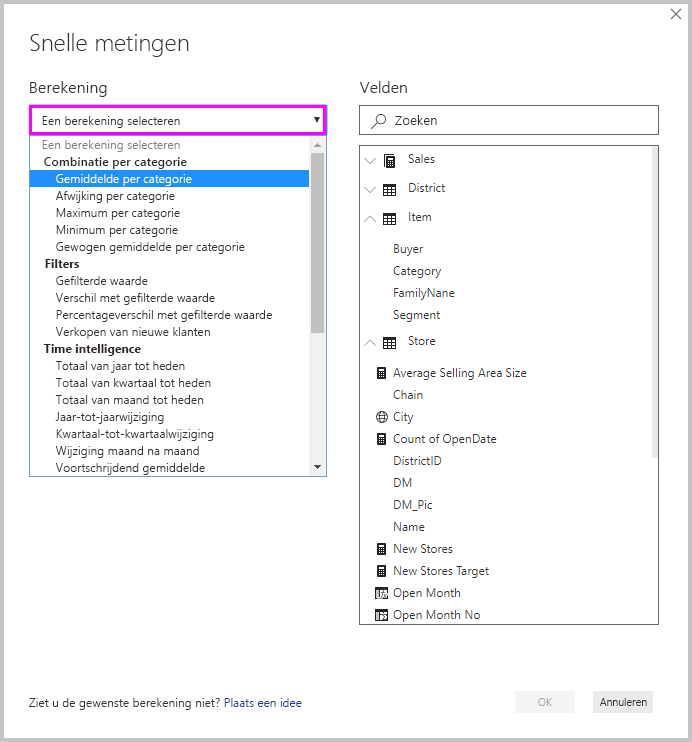 Snelle metingen
Berekening
Een berekening selecteren
Een berekening selecteren
Combinatie per categorie
Gemiddelde per categorie
Afwijking per categorie
Maximum per categorie
Minimum per categorie
Gewogen gemiddelde per categorie
Filters
Gefilterde waarde
Verschil met gefilterde waarde
Percentageverschil met gefilterde waarde
Verkopen van nieuwe klanten
Time intelligence
Totaal van jaar tot heden
Totaal van kwartaal tot heden
Totaal van maand tot heden
Jaar-tot-jaarwijziging
Kwartaal-tot-kwartaalwijziging
Wijziging maand na maand
Voortschrijdend gemiddelde
Velden
Zoeken
Sales
District
Item
Buyer
Category
FamilyNane
Segment
Store
Average Selling Area Size
Chain
City
Count of OpenDate
DistrictID
DM
DM_Pic
Name
New Stores
New Stores Target
Open Month
Open Month No
Ziet u de gewenste berekening niet? Plaats een idee
OK
Annuleren